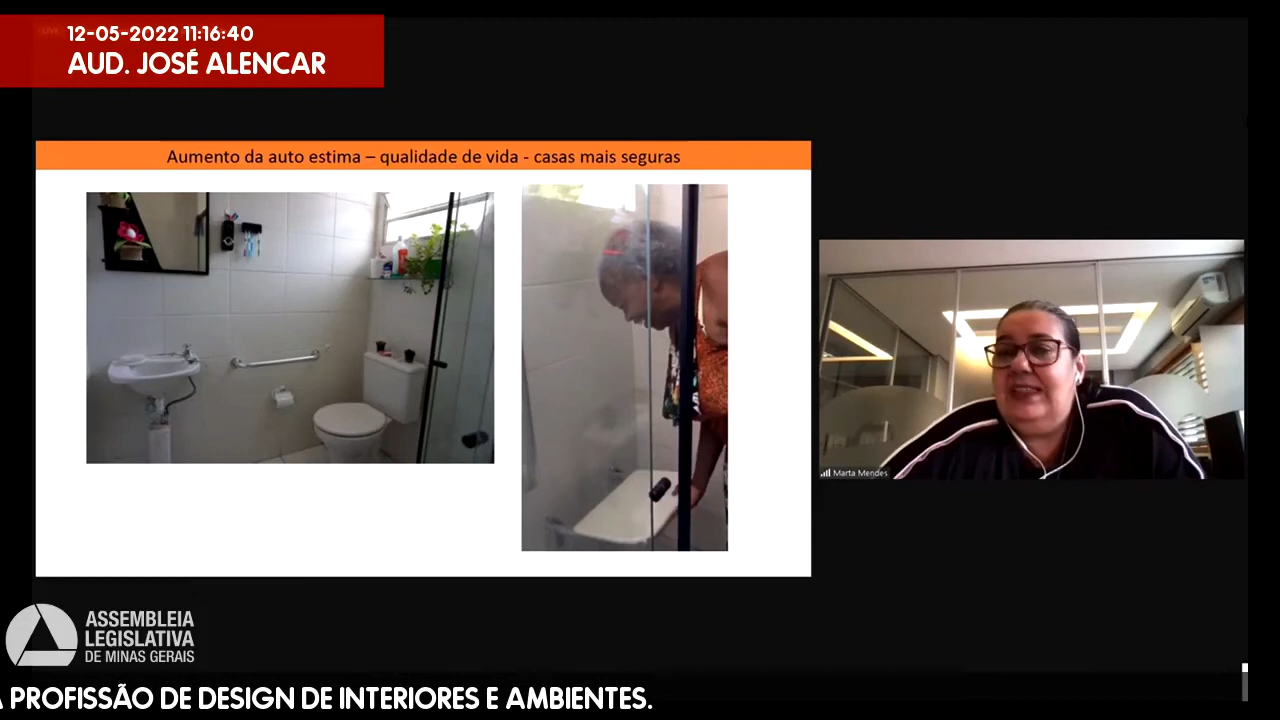 12-05-2022 11:16:40
AUD. JOSÉ ALENCAR
Aumento da auto estima – qualidade de vida - casas mais seguras
Marta Mendes
ASSEMBLEIA
LEGISLATIVA
DE MINAS GERAIS
PROFISSÃO DE DESIGN DE INTERIORES E AMBIENTES.